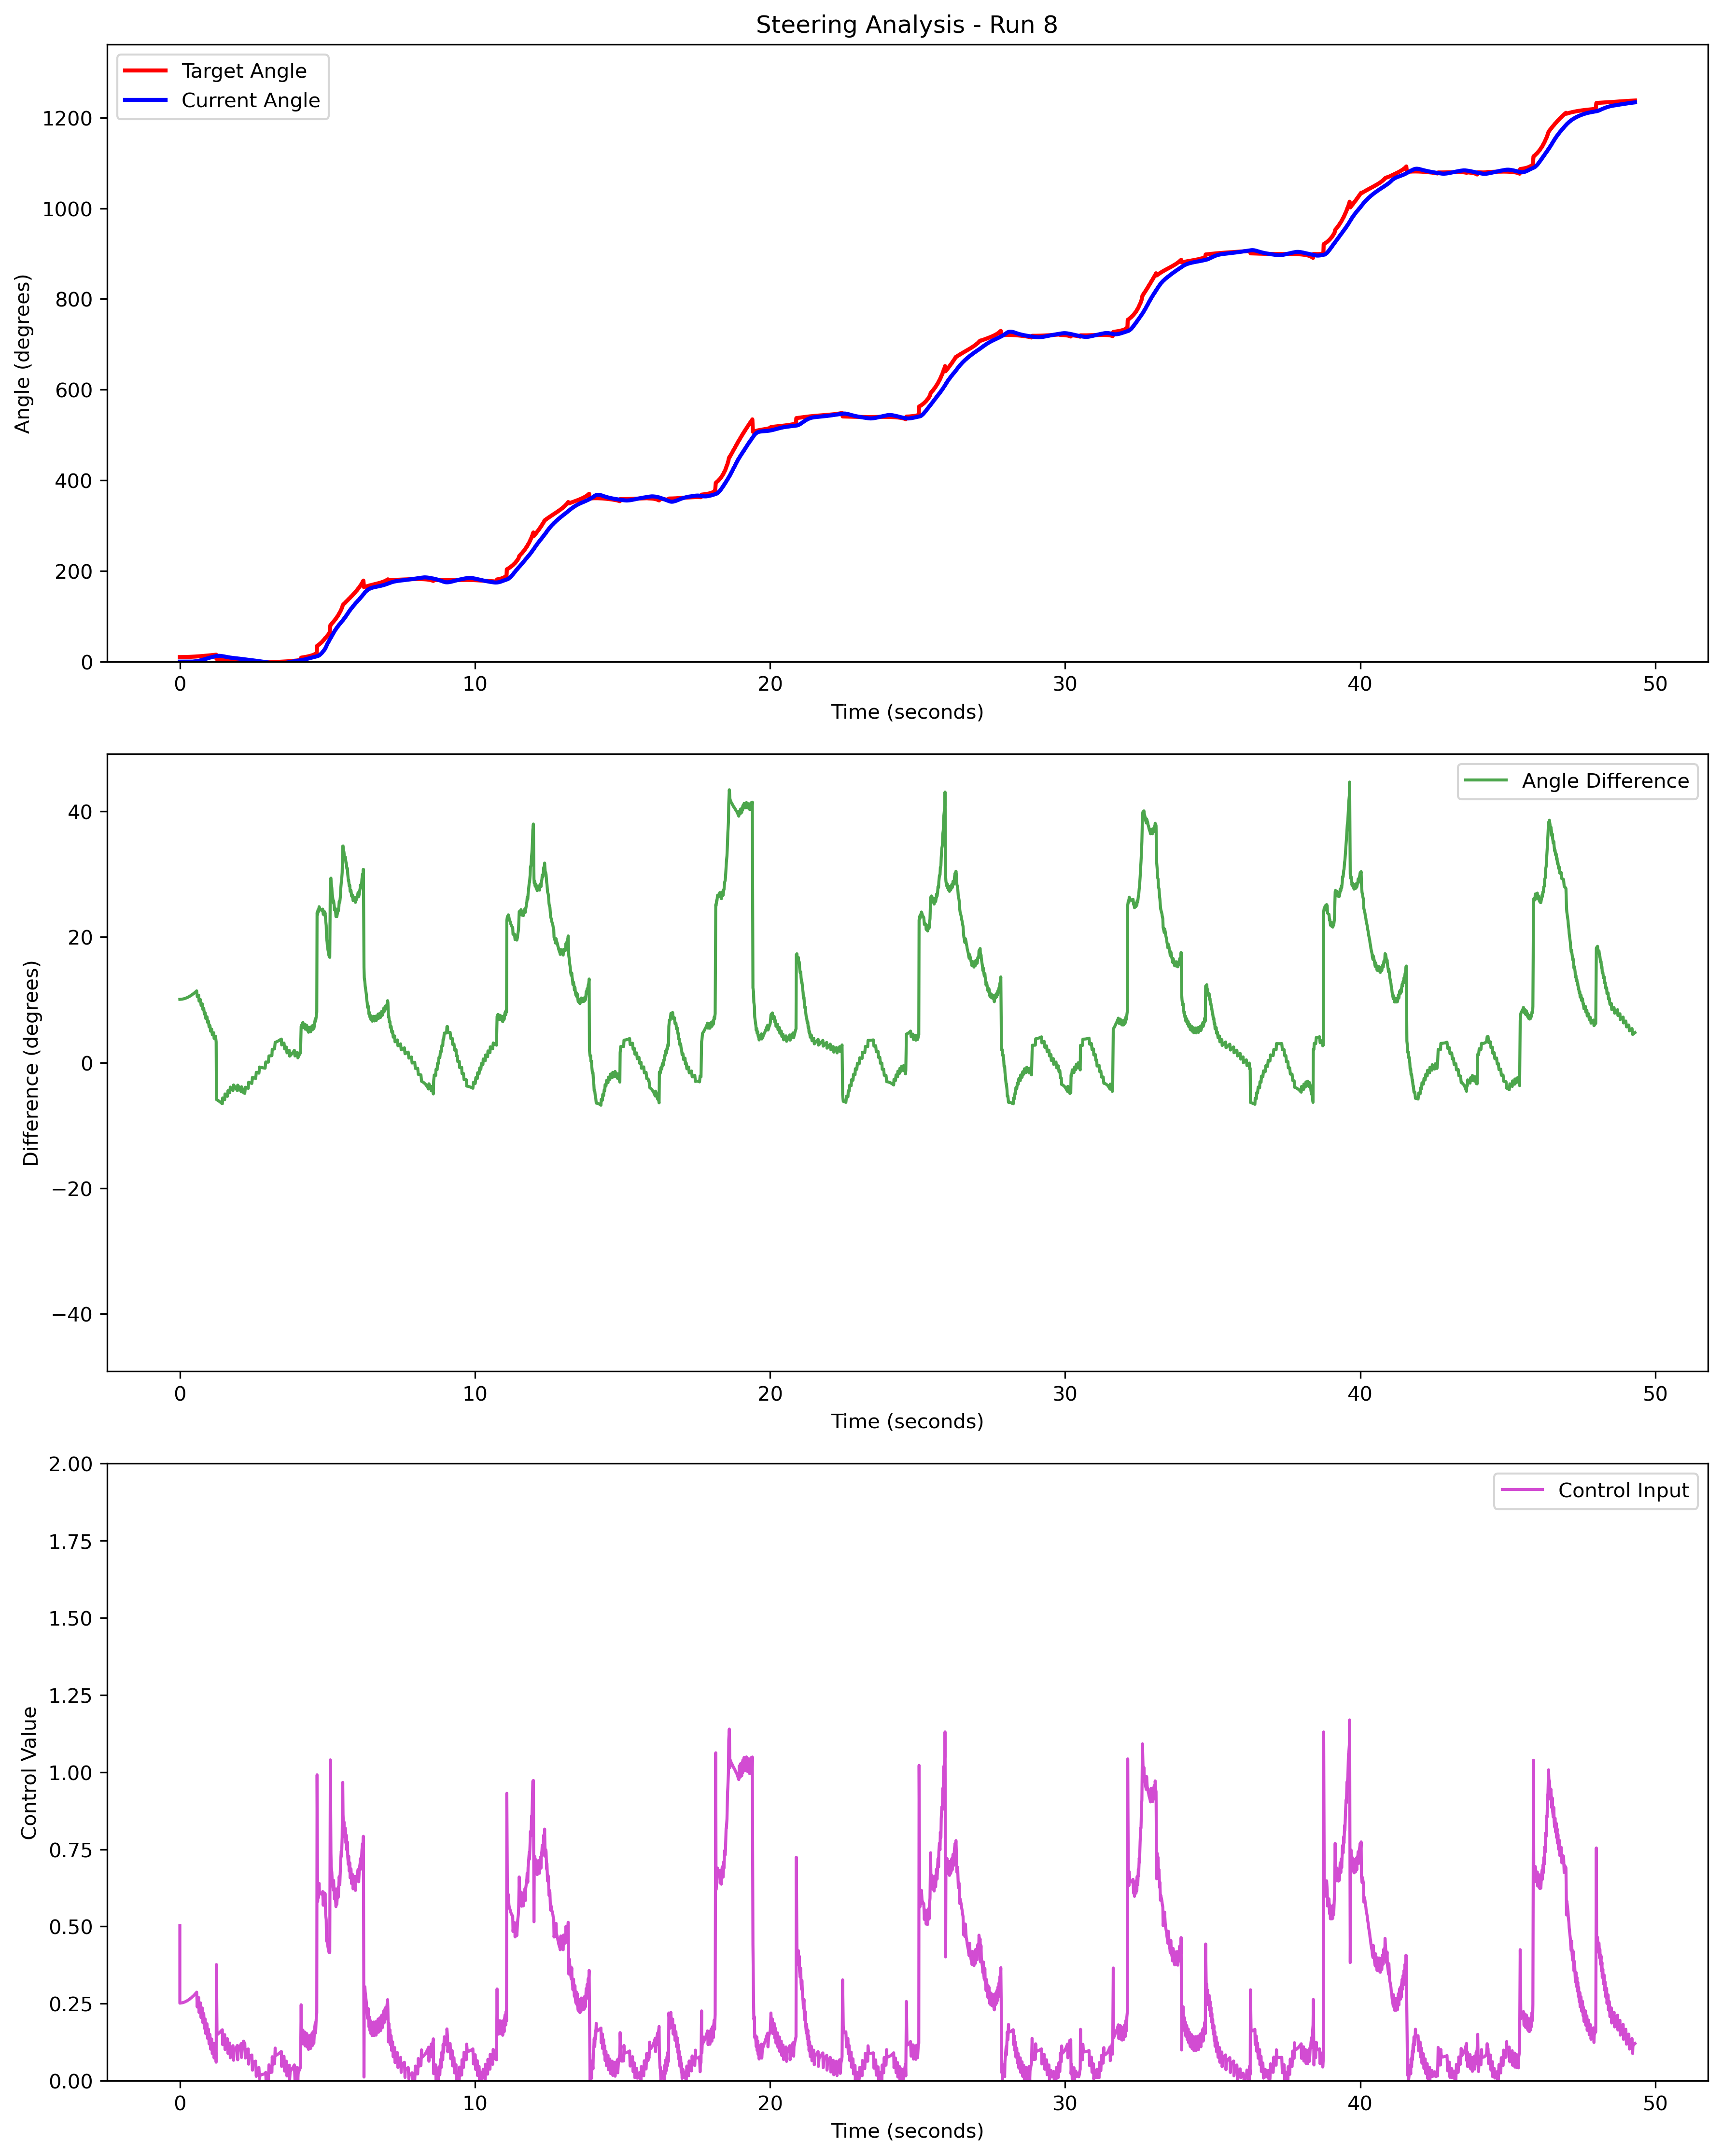 Steering Analysis - Run 8
Target Angle
Current Angle
Angle (degrees)
1200
1000
800
600
400
200
0
0 10 20 30 40 50
Time (seconds)
Angle Difference
Difference (degrees)
40
20
0
−20
−40
0 10 20 30 40 50
Time (seconds)
Control Input
Control Value
2.00
1.75
1.50
1.25
1.00
0.75
0.50
0.25
0.00
0 10 20 30 40 50
Time (seconds)